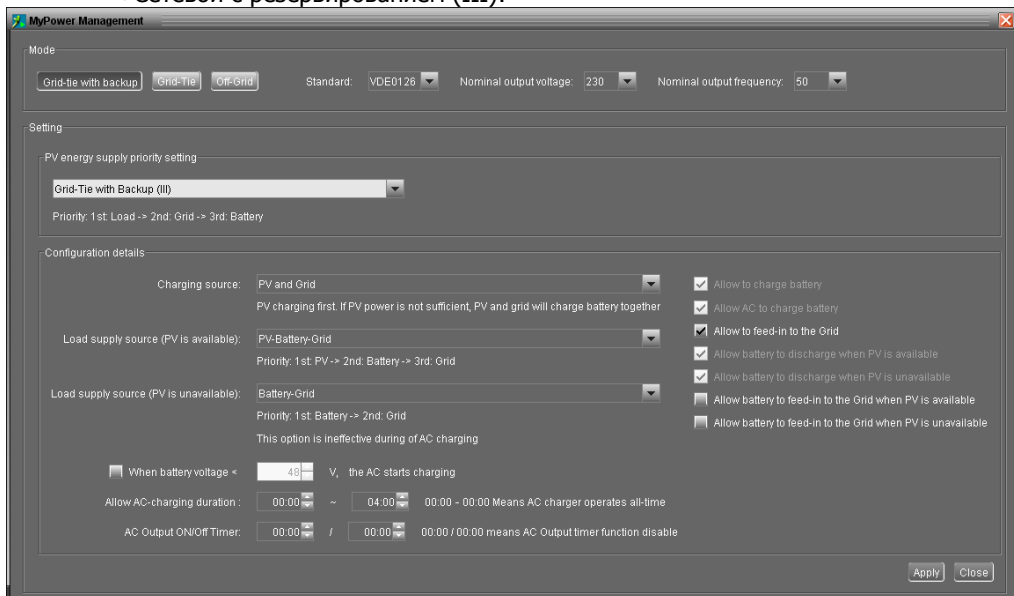 Сетевой с резервированием (III):
MyPower Management
Mode
Grid-tie with backup Grid-Tie Off-Grid Standard: VDE0126 Nominal output voltage: 230 Nominal output frequency: 50
Setting
PV energy supply priority setting
Grid-Tie with Backup (III)
Priority: 1st: Load -> 2nd: Grid -> 3rd: Battery
Configuration details
Charging source: PV and Grid
PV charging first. If PV power is not sufficient, PV and grid will charge battery together
Load supply source (PV is available): PV-Battery-Grid
Priority: 1st: PV -> 2nd: Battery -> 3rd: Grid
Load supply source (PV is unavailable): Battery-Grid
Priority: 1st: Battery -> 2nd: Grid
This option is ineffective during of AC charging
Allow to charge battery
Allow AC to charge battery
Allow to feed-in to the Grid
Allow battery to discharge when PV is available
Allow battery to discharge when PV is unavailable
Allow battery to feed-in to the Grid when PV is available
Allow battery to feed-in to the Grid when PV is unavailable
When battery voltage < 48 V, the AC starts charging
Allow AC-charging duration : 00:00 ~ 04:00 00:00 - 00:00 Means AC charger operates all-time
AC Output ON/Off Timer: 00:00 / 00:00 00:00 / 00:00 means AC Output timer function disable
Apply Close